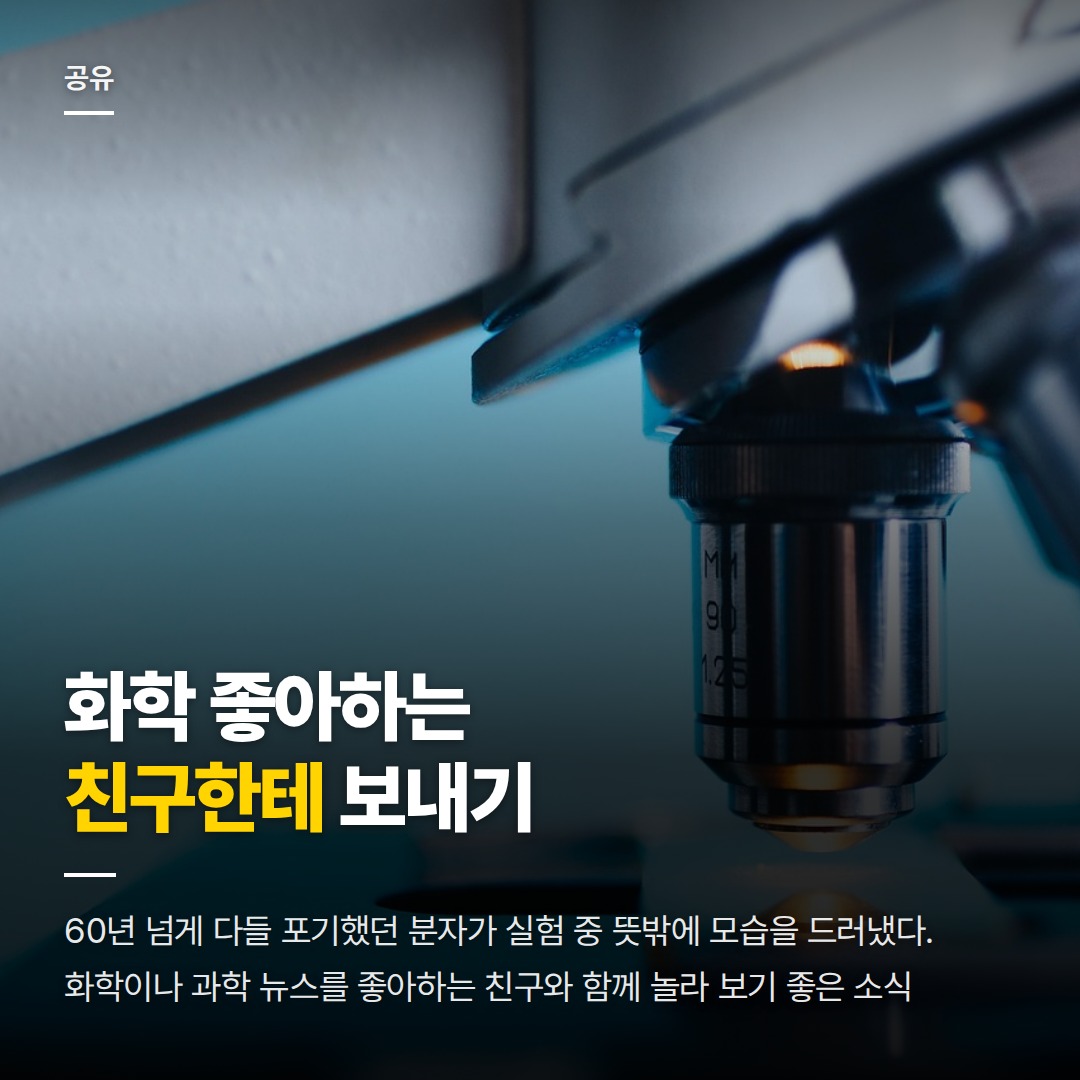 공유
화학 좋아하는
친구한테 보내기
60년 넘게 다들 포기했던 분자가 실험 중 뜻밖에 모습을 드러냈다.
화학이나 과학 뉴스를 좋아하는 친구와 함께 놀라 보기 좋은 소식
90
1.25